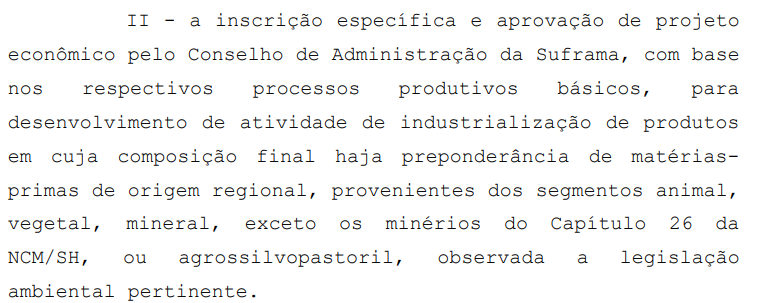 II - a inscrição específica e aprovação de projeto
econômico pelo Conselho de Administração da Suframa, com base
nos respectivos processos produtivos básicos, para
desenvolvimento de atividade de industrialização de produtos
em cuja composição final haja preponderância de matérias-
primas de origem regional, provenientes dos segmentos animal,
vegetal, mineral, exceto os minérios do Capítulo 26 da
NCM/SH, ou agrossilvopastoril, observada a legislação
ambiental pertinente.